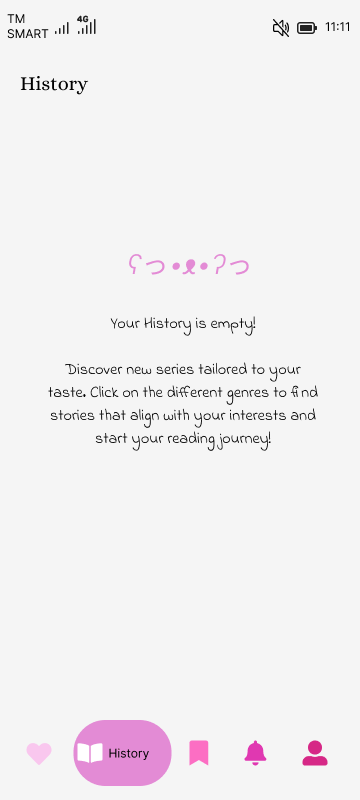 TM
SMART
4G
11:11
History
ʕつ•ᴥ•ʔつ
Your History is empty!
Discover new series tailored to your
taste. Click on the different genres to find
stories that align with your interests and
start your reading journey!
History